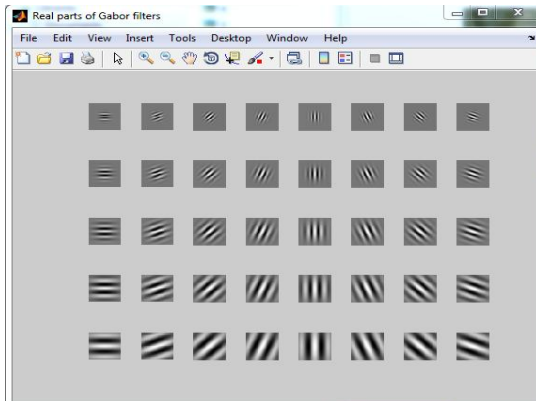 Real parts of Gabor filters
File Edit View Insert Tools Desktop Window Help